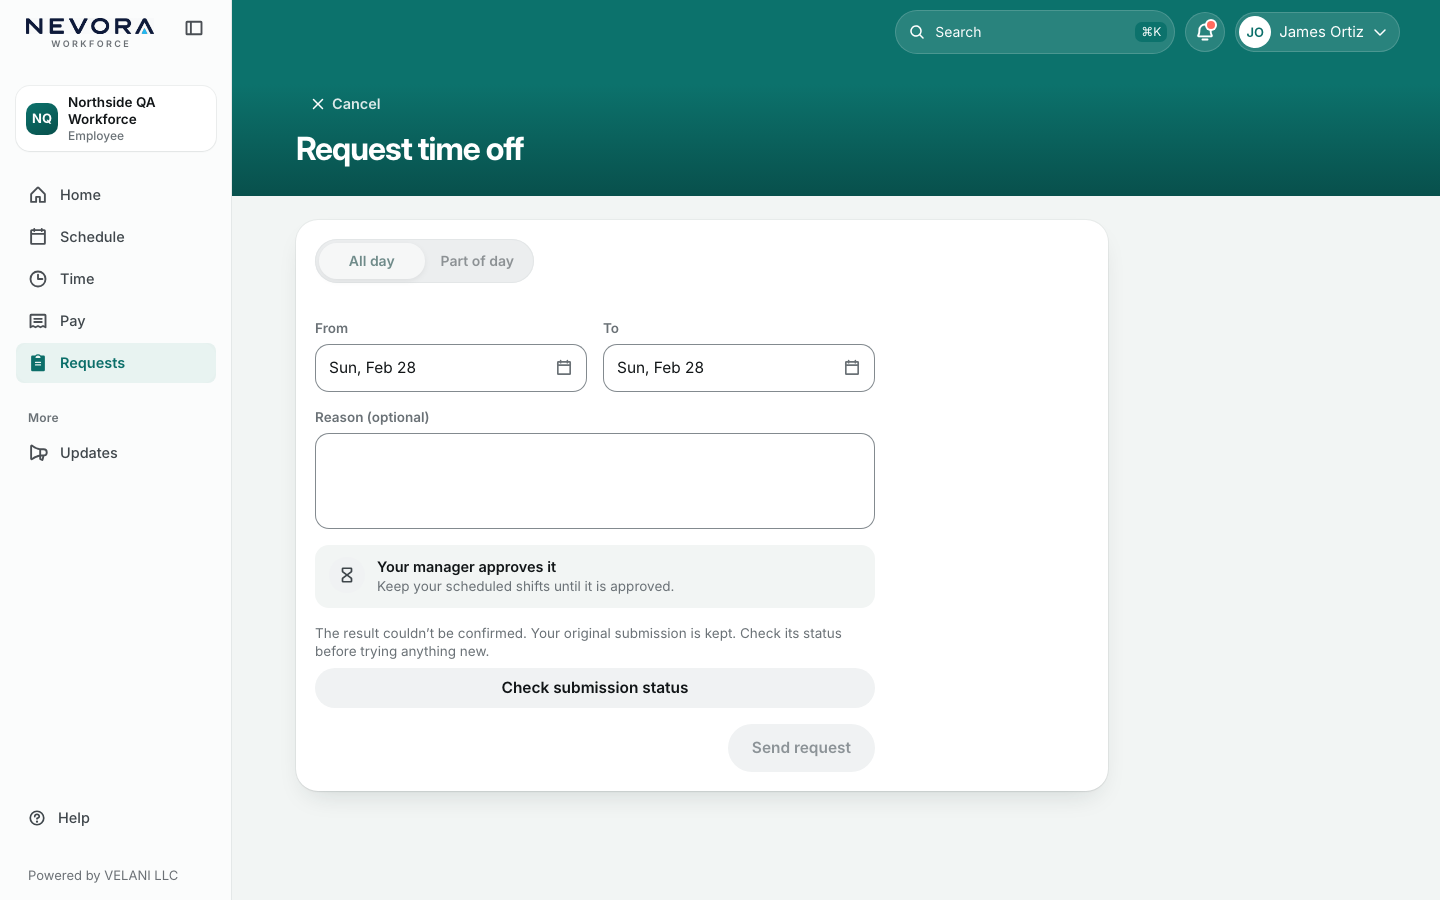 NEVORA
WORKFORCE
Search
⌘K
JO
James Ortiz
NQ
Northside QA
Workforce
Employee
Cancel
Request time off
Home
Schedule
Time
Pay
Requests
More
Updates
All day
Part of day
From
To
Sun, Feb 28
Sun, Feb 28
Reason (optional)
Your manager approves it
Keep your scheduled shifts until it is approved.
The result couldn’t be confirmed. Your original submission is kept. Check its status
before trying anything new.
Check submission status
Send request
Help
Powered by VELANI LLC